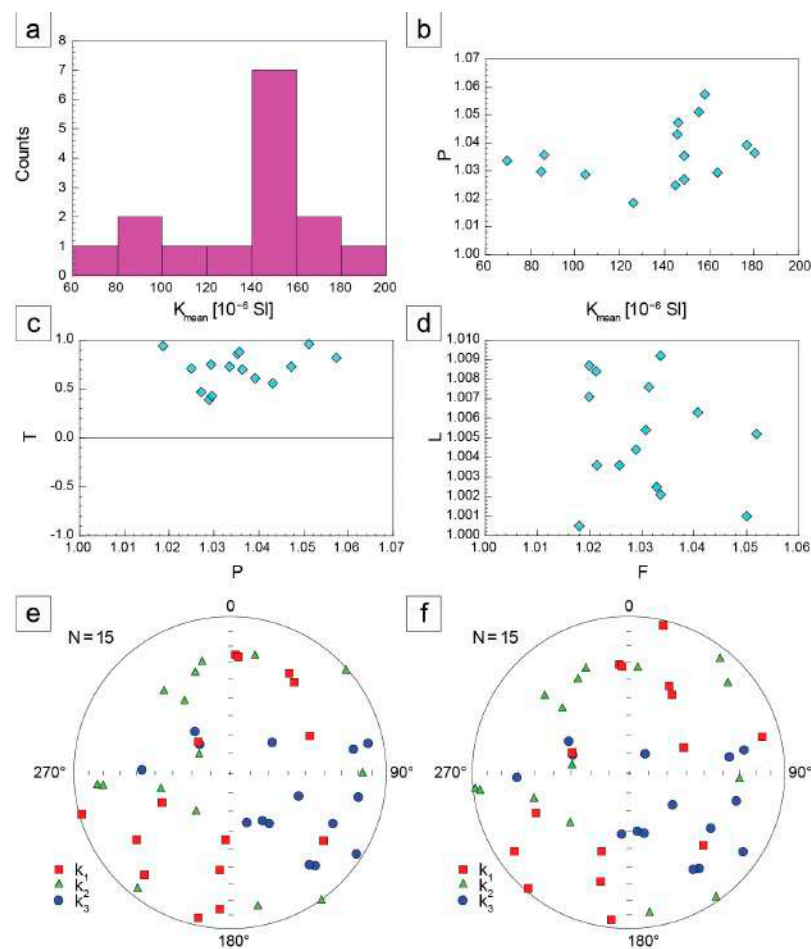 a
8
7
6
5
4
3
2
1
0
Counts
60 80 100 120 140 160 180 200
Kmean [10⁻⁶ SI]
b
1.07
1.06
1.05
1.04
1.03
1.02
1.01
1.00
P
60 80 100 120 140 160 180 200
Kmean [10⁻⁶ SI]
c
1.0
0.5
0.0
-0.5
-1.0
T
1.00 1.01 1.02 1.03 1.04 1.05 1.06 1.07
P
d
1.010
1.009
1.008
1.007
1.006
1.005
1.004
1.003
1.002
1.001
1.000
L
1.00 1.01 1.02 1.03 1.04 1.05 1.06
F
e
N = 15
0
270°
90°
180°
k1
k2
k3
f
N = 15
0
270°
90°
180°
k1
k2
k3